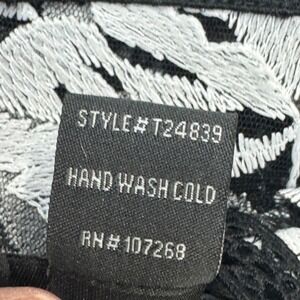 STYLE# T24839
HAND WASH COLD
RN# 107268